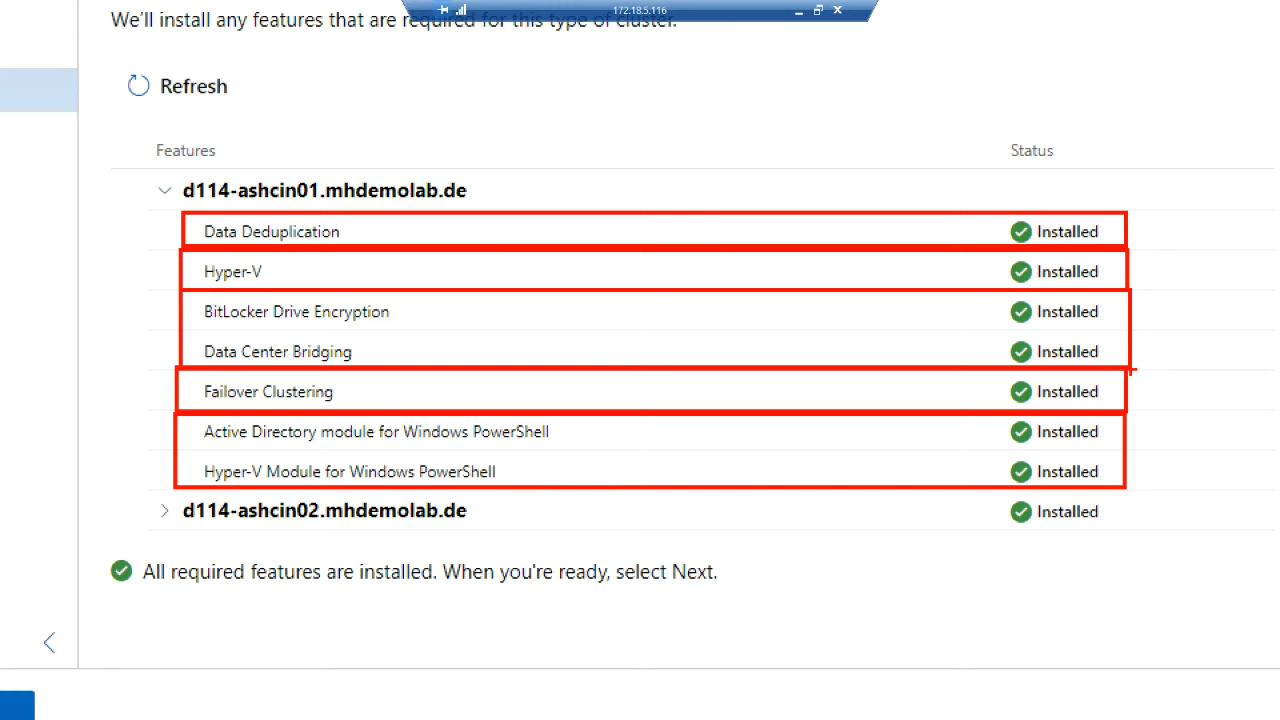 172.18.5.116
We'll install any features that are required for this type of cluster.
Refresh
Features Status
d114-ashcin01.mhdemolab.de
Data Deduplication Installed
Hyper-V Installed
BitLocker Drive Encryption Installed
Data Center Bridging Installed
Failover Clustering Installed
Active Directory module for Windows PowerShell Installed
Hyper-V Module for Windows PowerShell Installed
d114-ashcin02.mhdemolab.de Installed
All required features are installed. When you're ready, select Next.